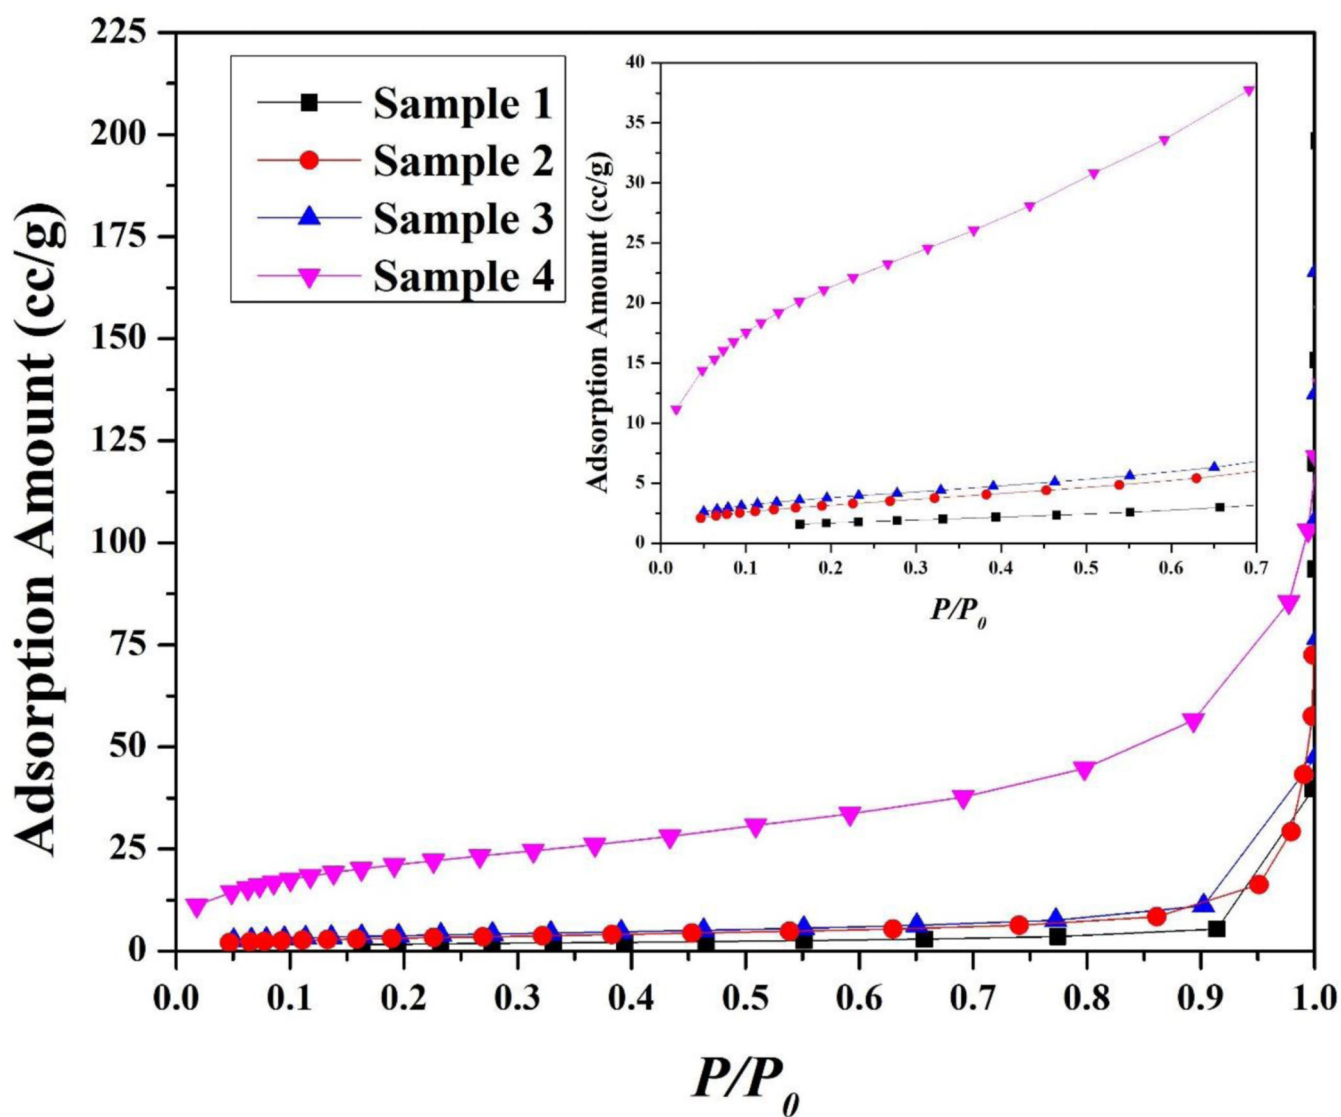 225
200
175
150
125
100
75
50
25
0
Adsorption Amount (cc/g)
Sample 1
Sample 2
Sample 3
Sample 4
40
35
30
25
20
15
10
5
0
Adsorption Amount (cc/g)
0.0 0.1 0.2 0.3 0.4 0.5 0.6 0.7
P/P₀
0.0 0.1 0.2 0.3 0.4 0.5 0.6 0.7 0.8 0.9 1.0
P/P₀